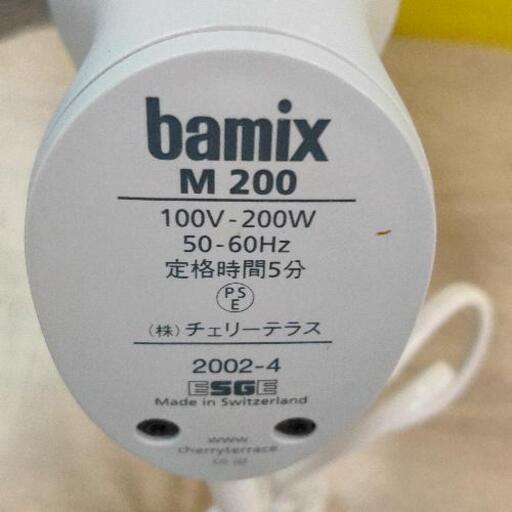 bamix
M 200
100V-200W
50-60Hz
定格時間5分
PS
E
（株）チェリーテラス
2002-4
ESGE
Made in Switzerland
www
cherryterrace